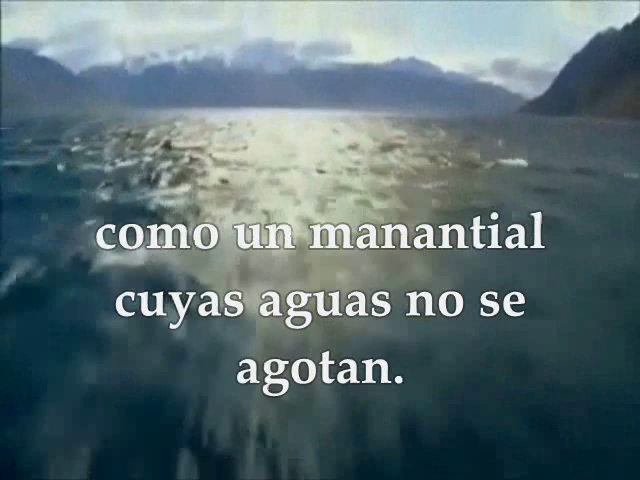 como un manantial
cuyas aguas no se
agotan.